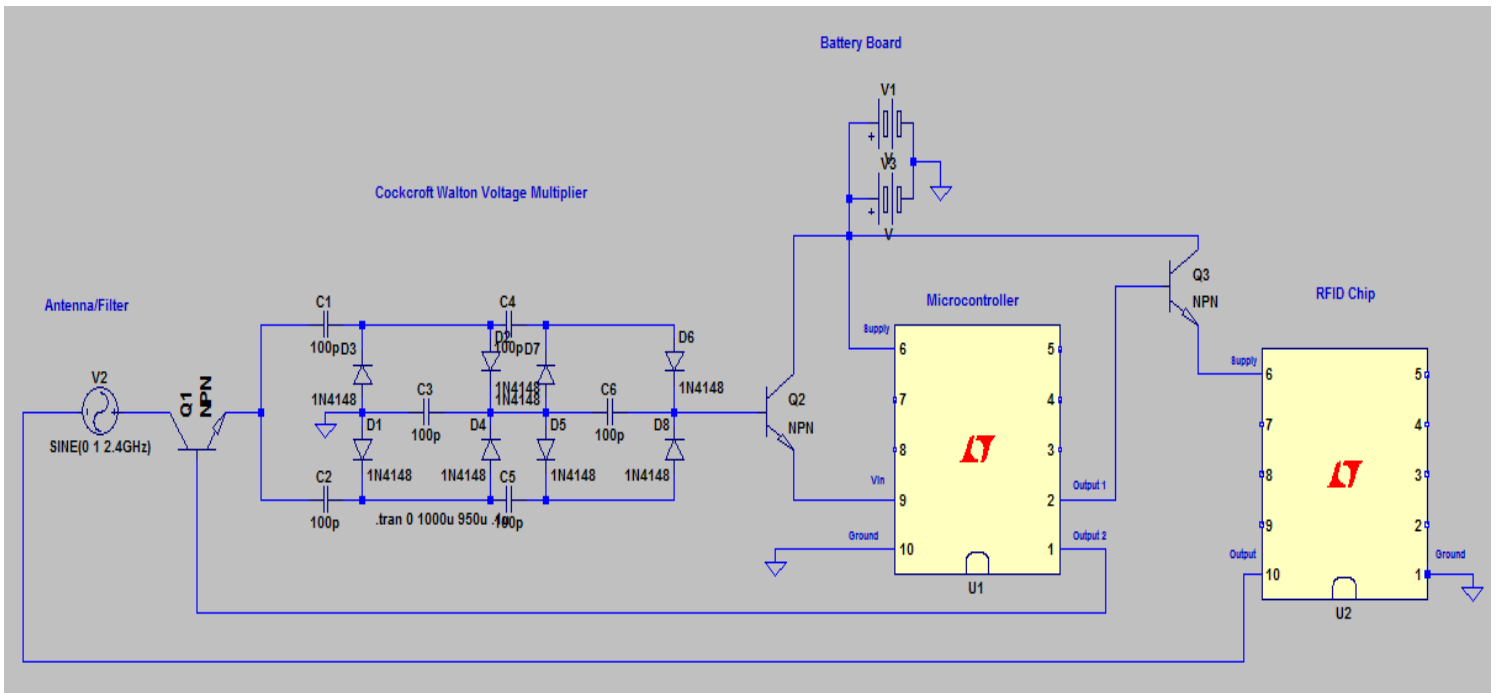 Battery Board
V1
V
V3
V
Cockcroft Walton Voltage Multiplier
Antenna/Filter
V2
SINE(0 1 2.4GHz)
Q1
NPN
C1
100p
C4
100p
D3
1N4148
D2
1N4148
D7
1N4148
D6
1N4148
C3
100p
C6
100p
D1
1N4148
D4
1N4148
D5
1N4148
D8
1N4148
C2
100p
C5
100p
.tran 0 1000u 950u .1u
Q2
NPN
Microcontroller
Supply
6
7
8
Vin
9
Ground
10
5
4
3
Output 1
2
Output 2
1
U1
Q3
NPN
RFID Chip
Supply
6
7
8
9
Output
10
5
4
3
2
Ground
1
U2